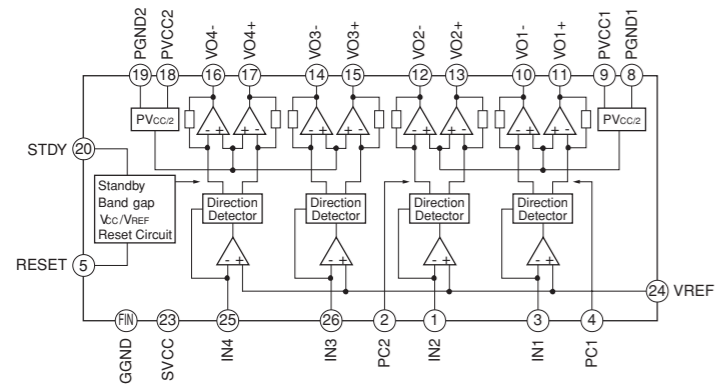 PGND2
PVCC2
VO4-
VO4+
VO3-
VO3+
VO2-
VO2+
VO1-
VO1+
PVCC1
PGND1
19
18
16
17
14
15
12
13
10
11
9
8
PVCC/2
- +
+ -
- +
+ -
- +
+ -
- +
+ -
PVCC/2
STDY
20
Standby
Band gap
VCC/VREF
Reset Circuit
Direction
Detector
Direction
Detector
Direction
Detector
Direction
Detector
- +
- +
- +
- +
RESET
5
24
VREF
FIN
23
25
26
2
1
3
4
GGND
SVCC
IN4
IN3
PC2
IN2
IN1
PC1